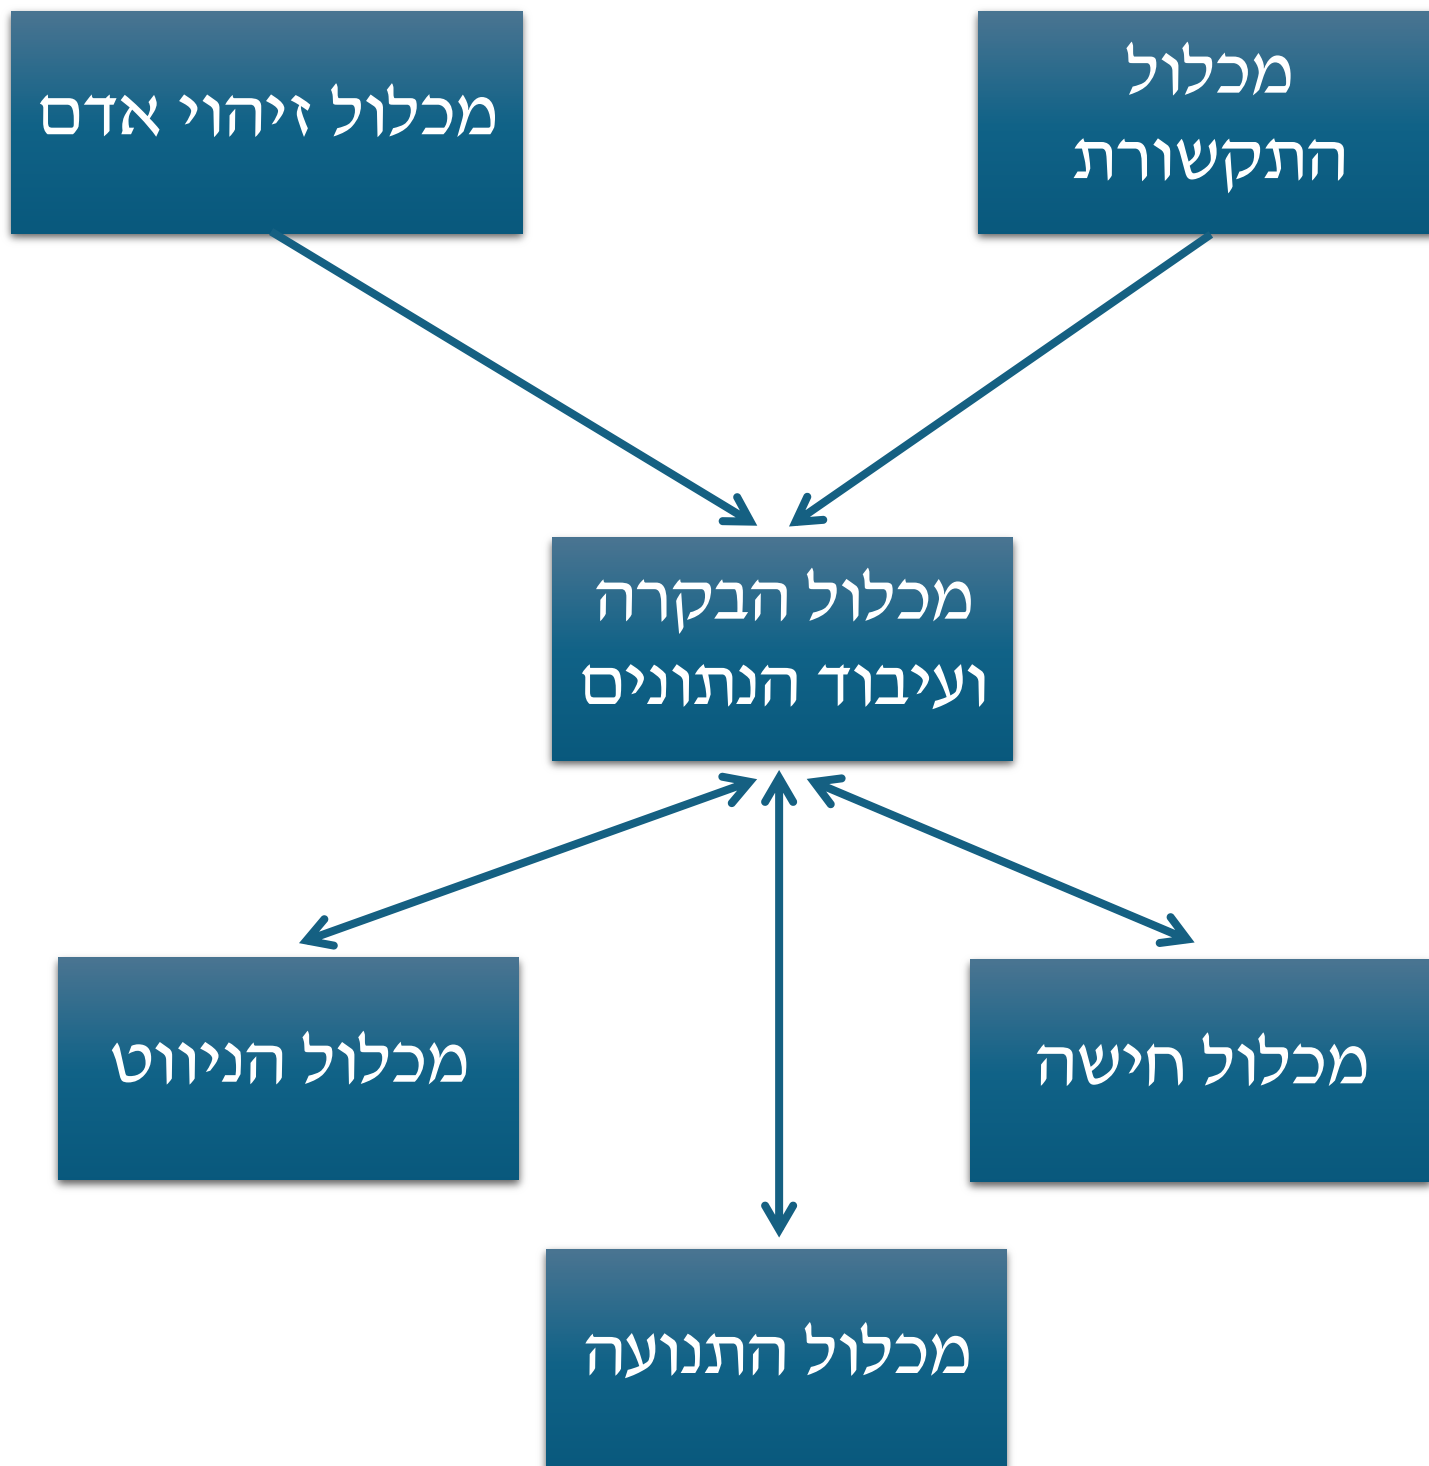 מכלול
התקשורת
מכלול זיהוי אדם
מכלול הבקרה
ועיבוד הנתונים
מכלול חישה
מכלול הניווט
מכלול התנועה